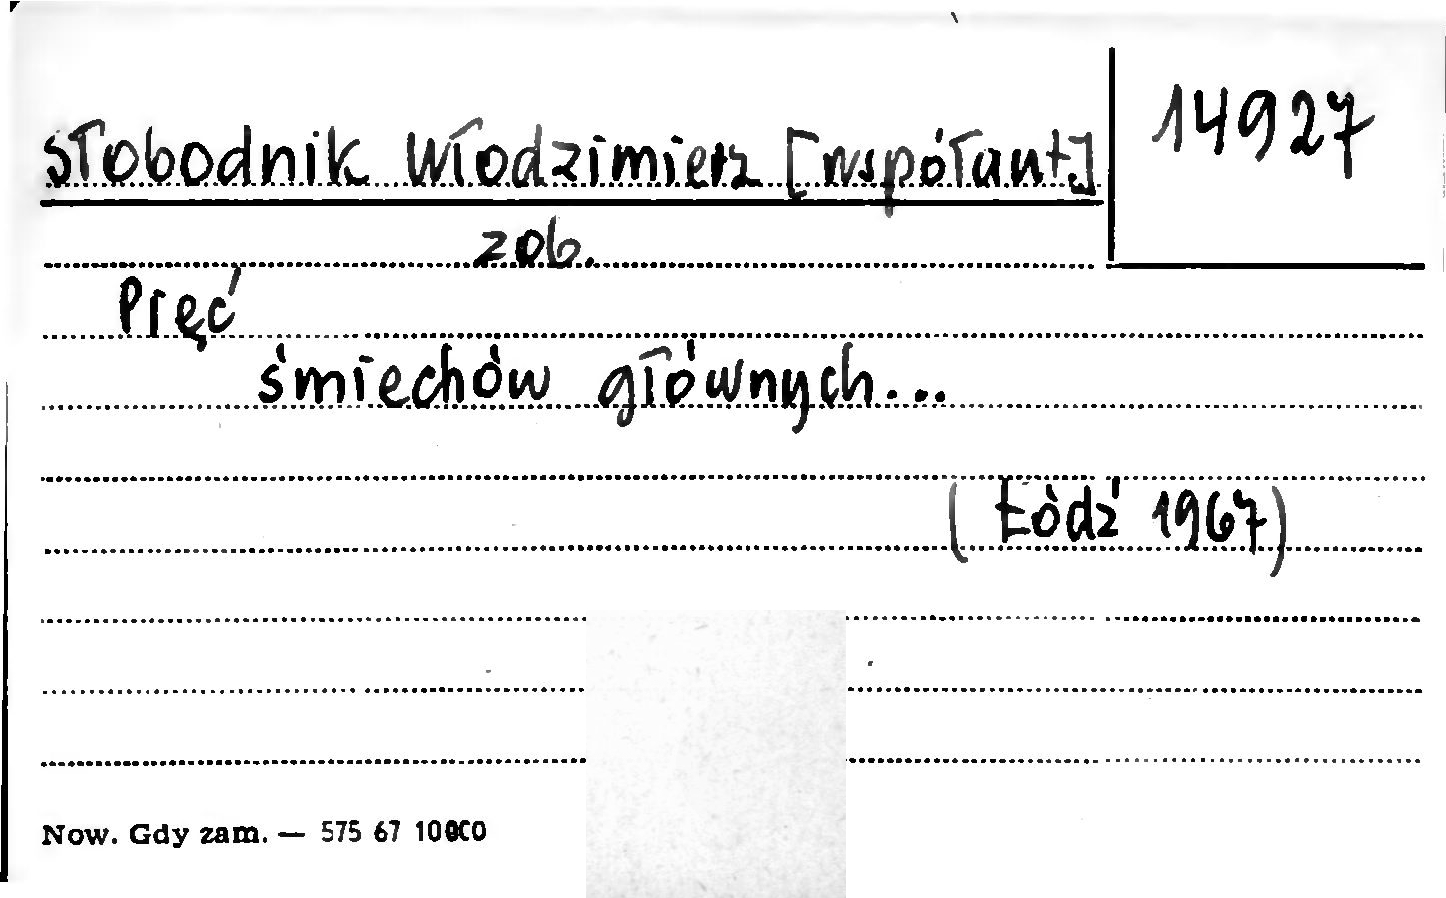 Słobodnik Włodzimierz [współaut.]
14927
zob.
Pięć
śmiechów głównych...
(Łódź 1967)
Now. Gdy zam. — 575 67 10000